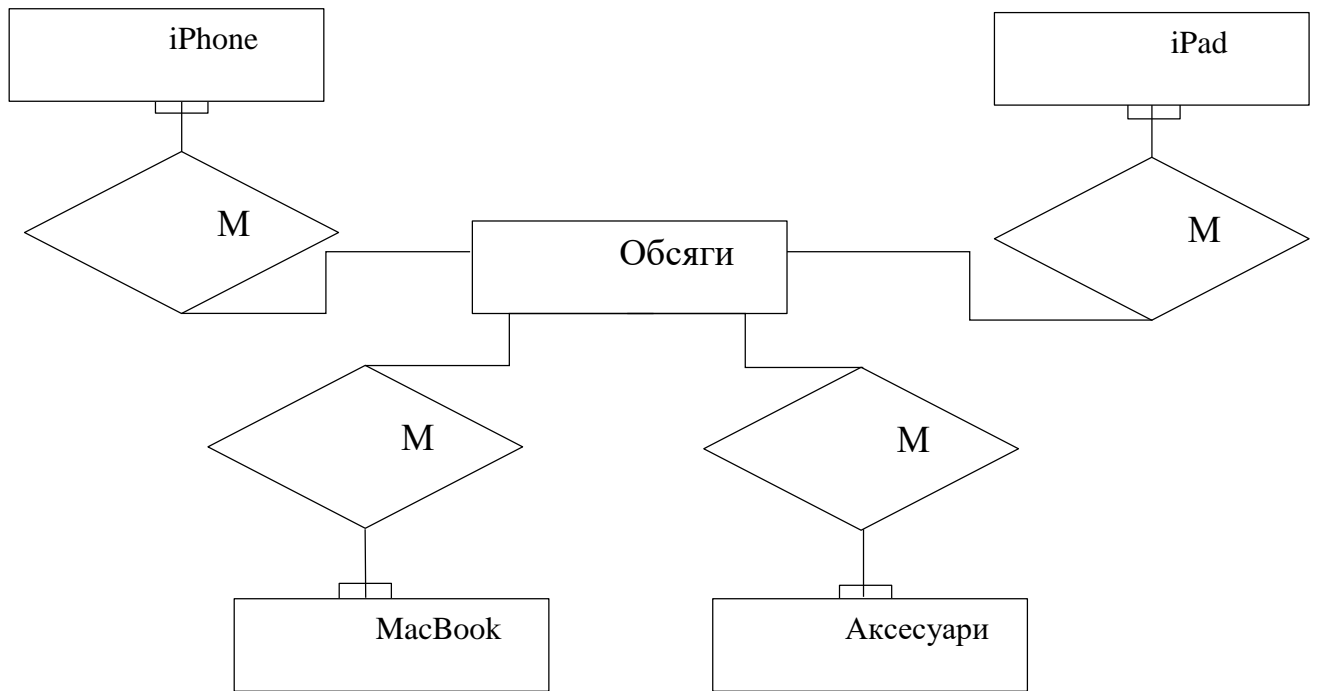 iPhone
iPad
М
М
Обсяги
М
М
MacBook
Аксесуари